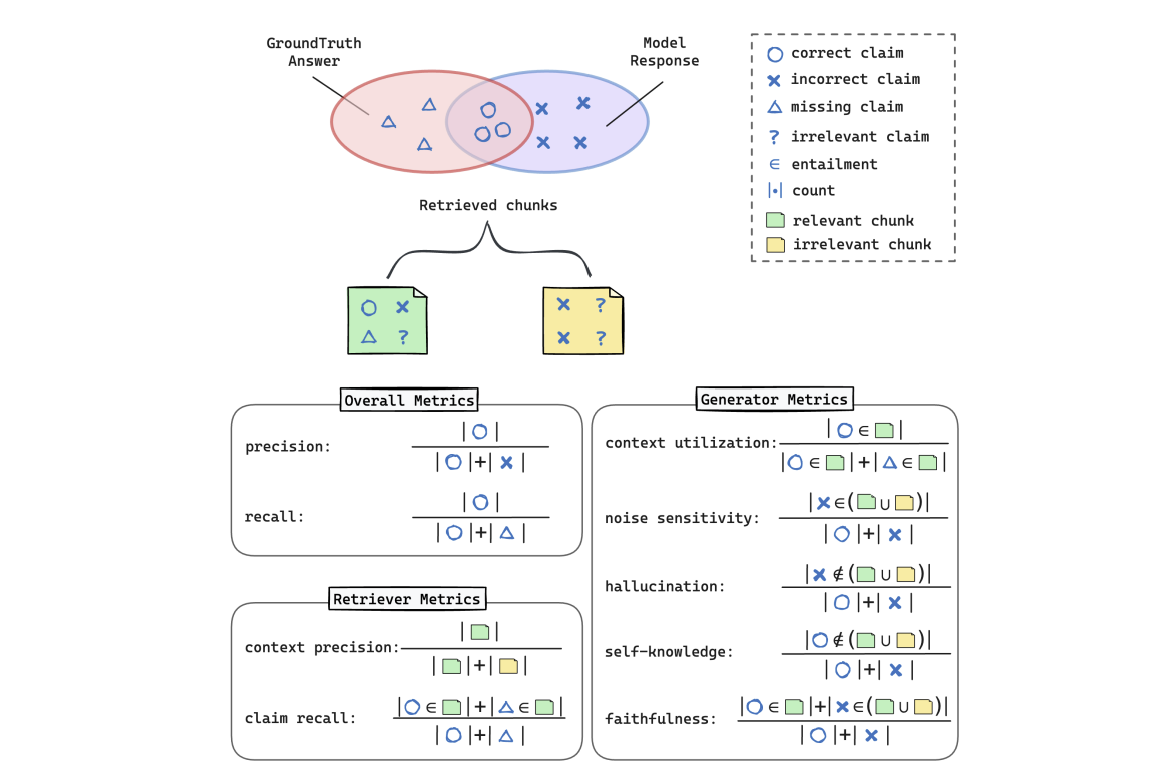 GroundTruth
Answer
Model
Response
correct claim
incorrect claim
missing claim
? irrelevant claim
∈ entailment
|•| count
relevant chunk
irrelevant chunk
Retrieved chunks
?
?
?
Overall Metrics
precision: |○|
|○|+|×|
recall: |○|
|○|+|△|
Retriever Metrics
context precision: | |
| |+| |
claim recall: |○∈ |+|△∈ |
|○|+|△|
Generator Metrics
context utilization: |○∈ |
|○∈ |+|△∈ |
noise sensitivity: |×∈( ∪ )|
|○|+|×|
hallucination: |×∉( ∪ )|
|○|+|×|
self-knowledge: |○∉( ∪ )|
|○|+|×|
faithfulness: |○∈ |+|×∈( ∪ )|
|○|+|×|